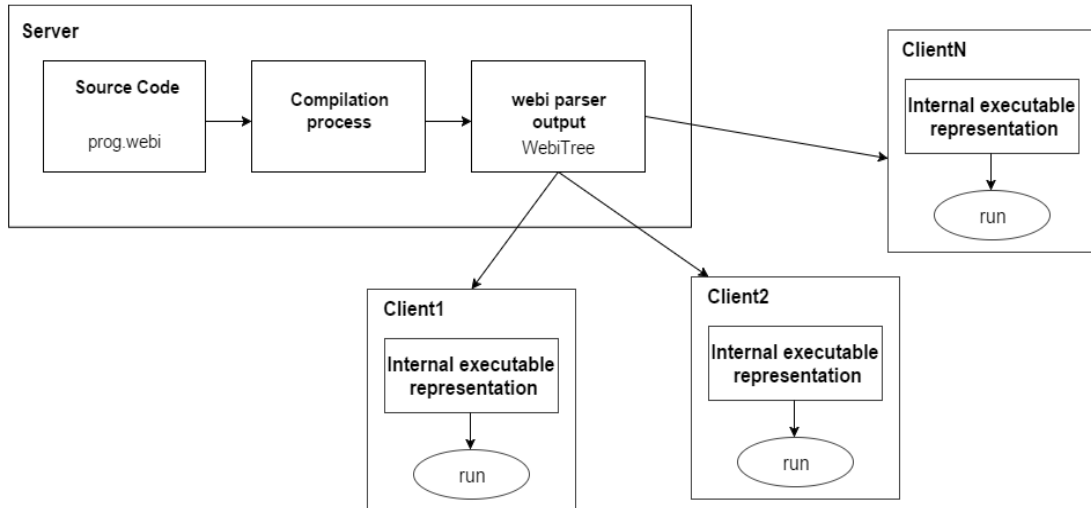 Server
Source Code
prog.webi
Compilation
process
webi parser
output
WebiTree
ClientN
Internal executable
representation
run
Client1
Internal executable
representation
run
Client2
Internal executable
representation
run